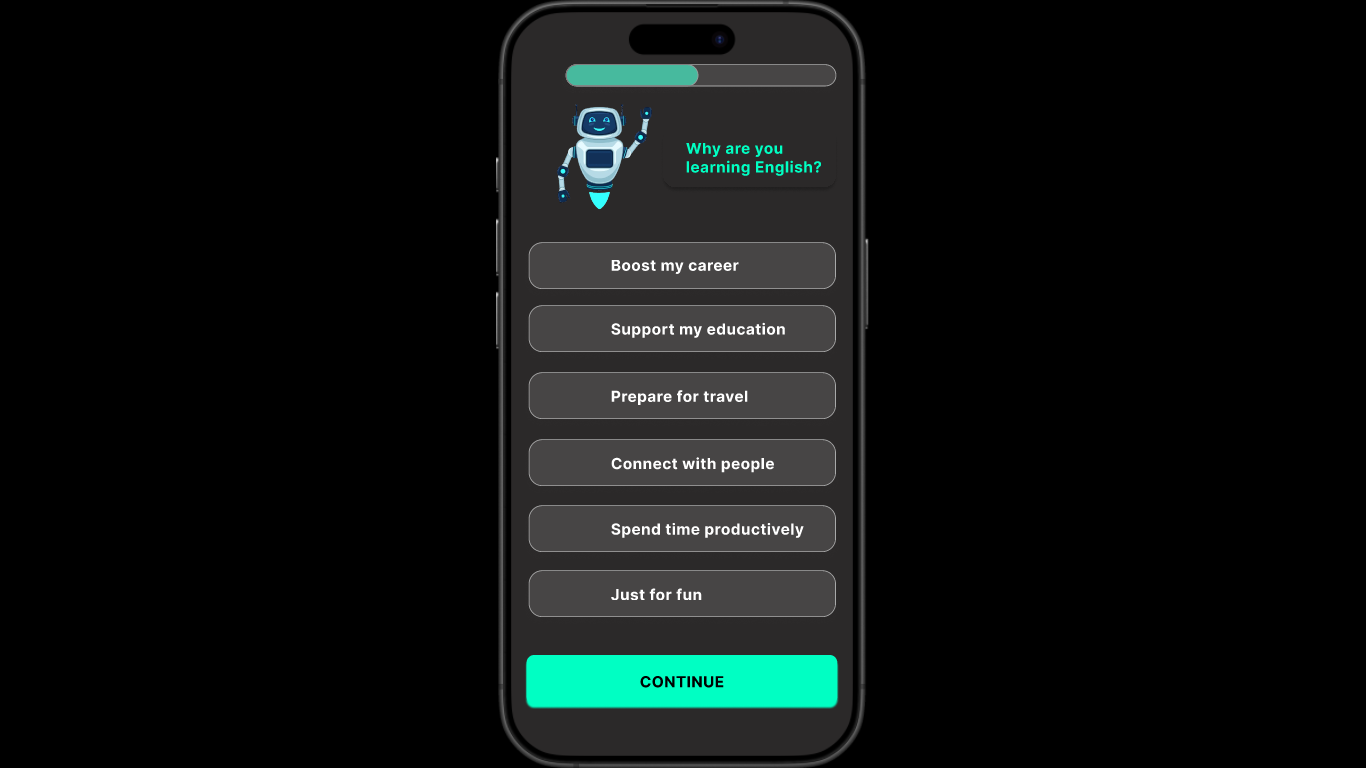 Why are you
learning English?
Boost my career
Support my education
Prepare for travel
Connect with people
Spend time productively
Just for fun
CONTINUE